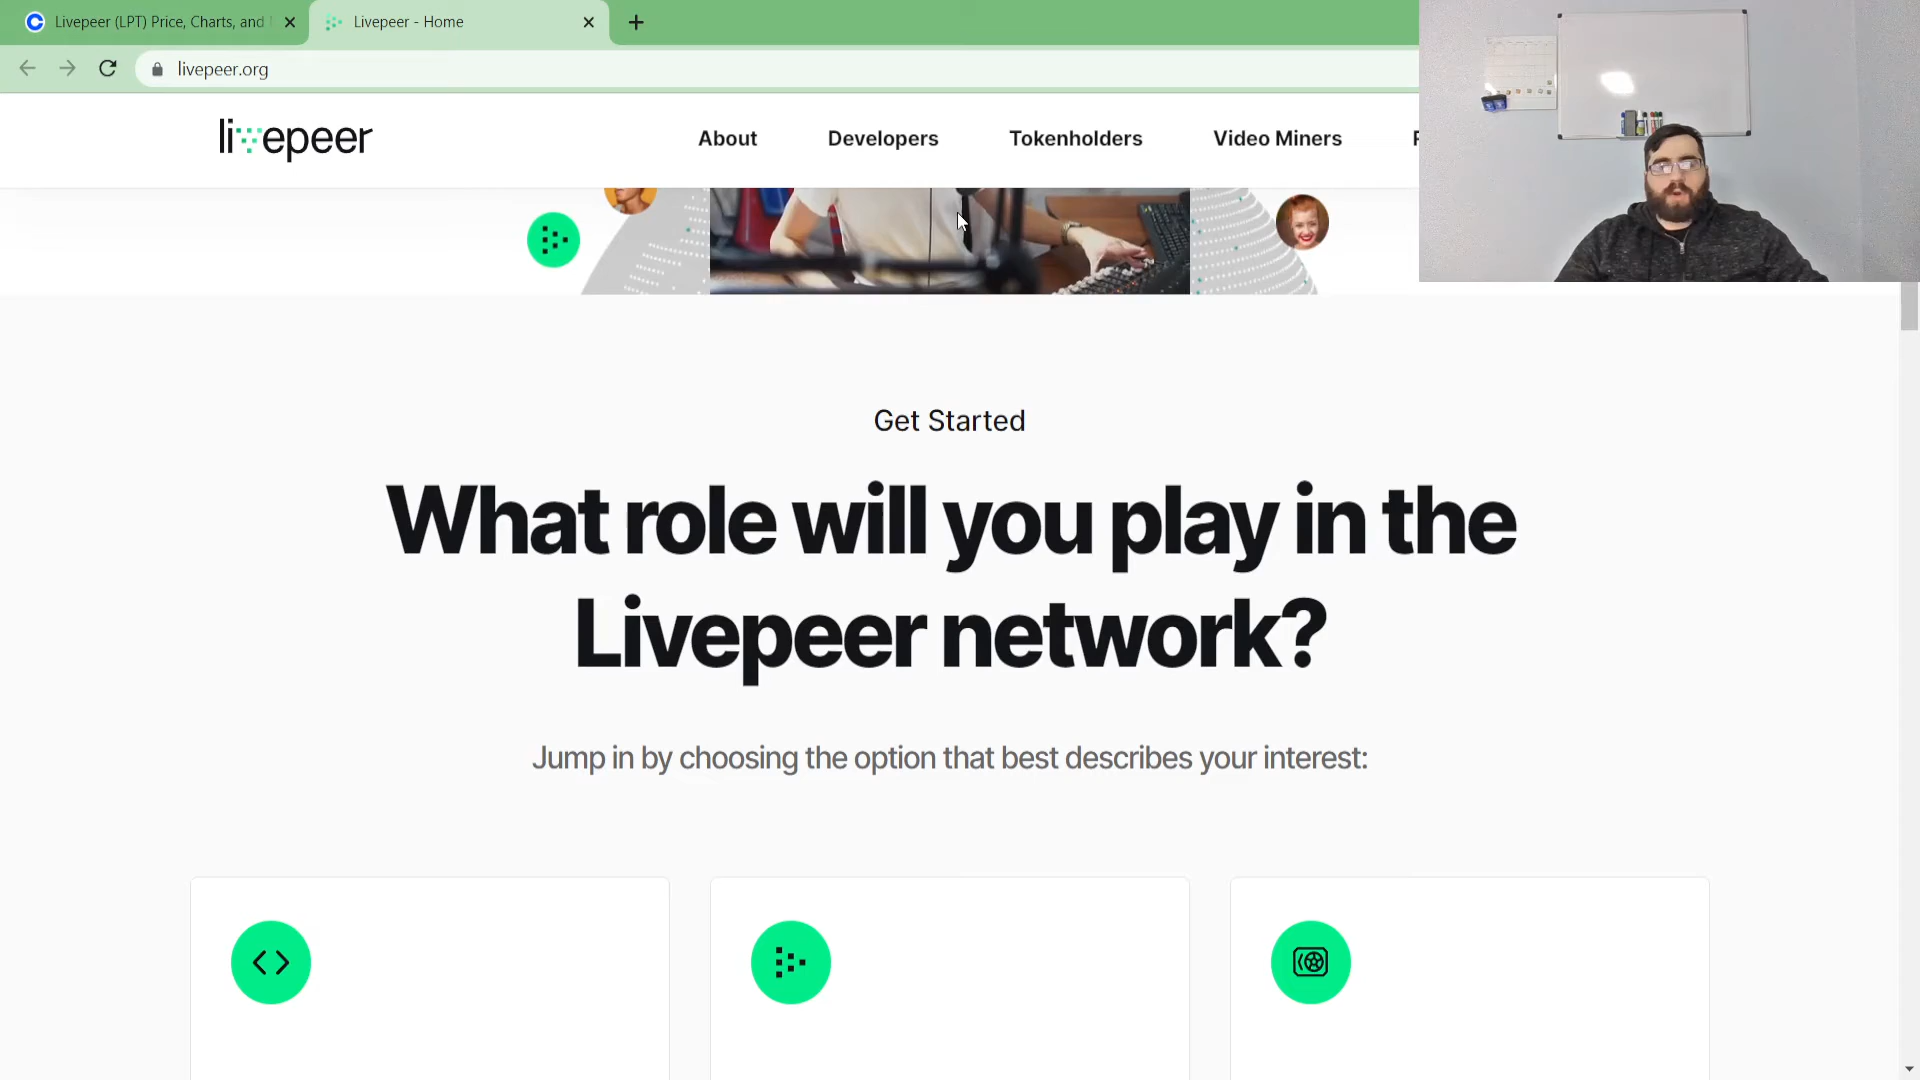 Livepeer (LPT) Price, Charts, and
Livepeer - Home
livepeer.org
livepeer
About
Developers
Tokenholders
Video Miners
Get Started
What role will you play in the
Livepeer network?
Jump in by choosing the option that best describes your interest: